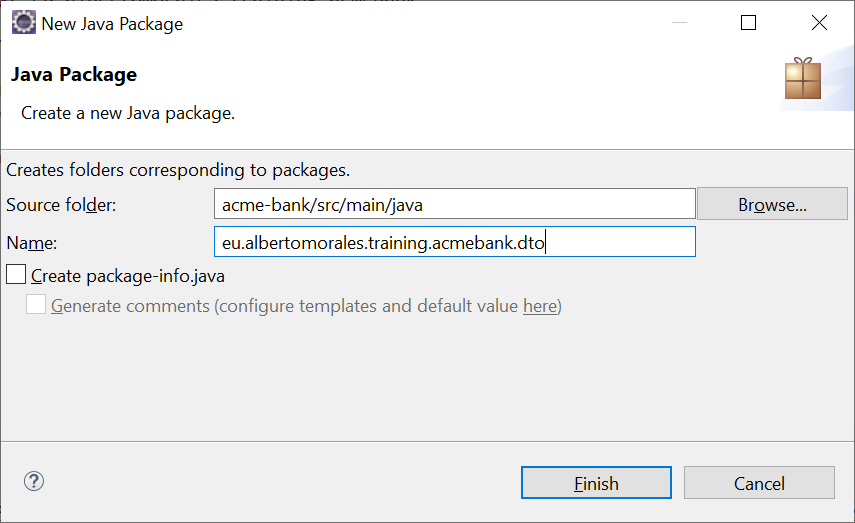 New Java Package
Java Package
Create a new Java package.
Creates folders corresponding to packages.
Source folder: acme-bank/src/main/java Browse...
Name: eu.albertomorales.training.acmebank.dto
Create package-info.java
Generate comments (configure templates and default value here)
? Finish Cancel